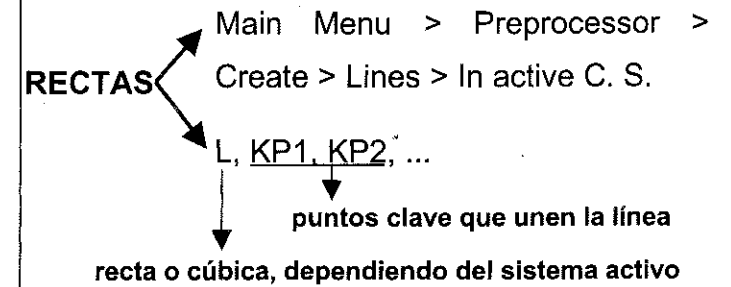 Main Menu > Preprocessor >
RECTAS Create > Lines > In active C. S.
L, KP1, KP2, ...
puntos clave que unen la línea
recta o cúbica, dependiendo del sistema activo